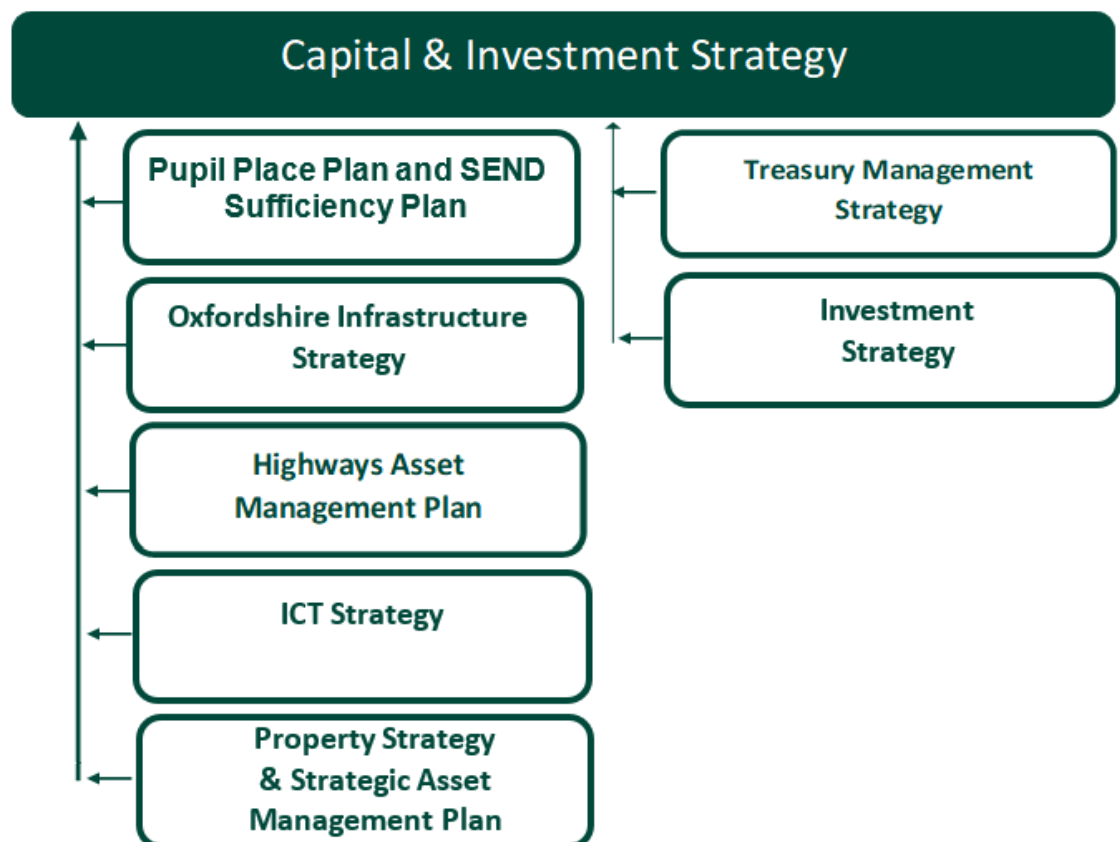 Capital & Investment Strategy
Pupil Place Plan and SEND
Sufficiency Plan
Oxfordshire Infrastructure
Strategy
Highways Asset
Management Plan
ICT Strategy
Property Strategy
& Strategic Asset
Management Plan
Treasury Management
Strategy
Investment
Strategy